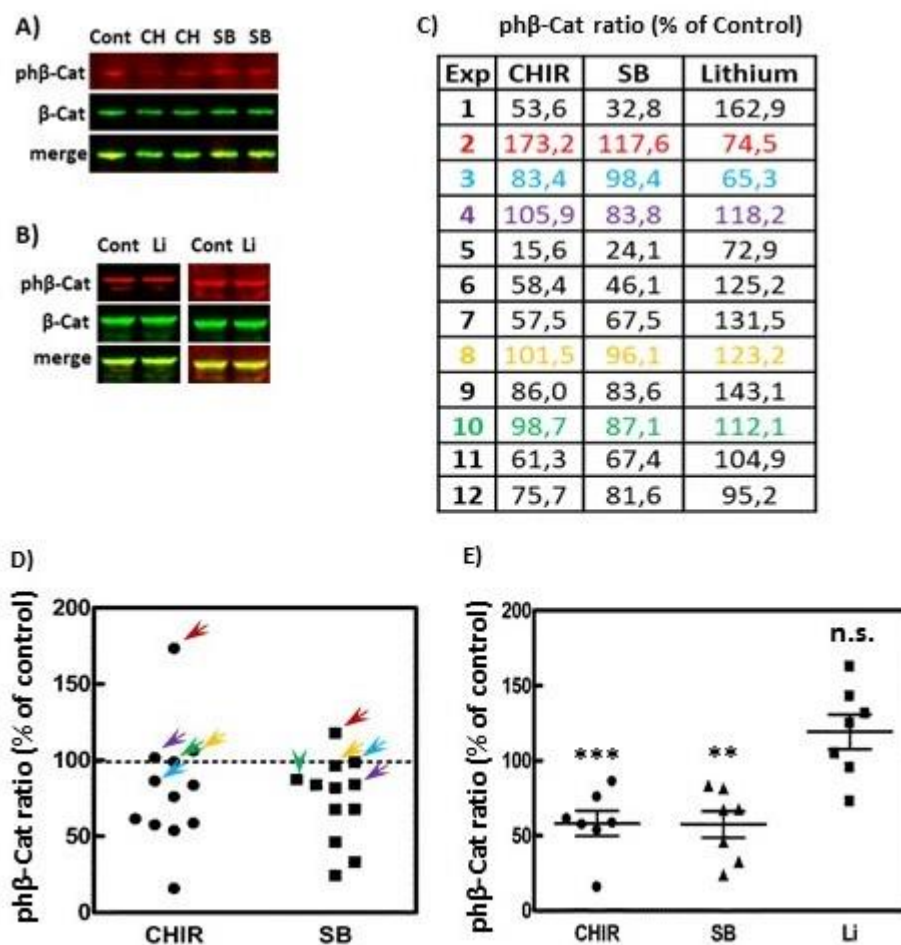 A)
Cont CH CH SB SB
phβ-Cat
β-Cat
merge
B)
Cont Li Cont Li
phβ-Cat
β-Cat
merge
C) phβ-Cat ratio (% of Control)
Exp CHIR SB Lithium
1 53,6 32,8 162,9
2 173,2 117,6 74,5
3 83,4 98,4 65,3
4 105,9 83,8 118,2
5 15,6 24,1 72,9
6 58,4 46,1 125,2
7 57,5 67,5 131,5
8 101,5 96,1 123,2
9 86,0 83,6 143,1
10 98,7 87,1 112,1
11 61,3 67,4 104,9
12 75,7 81,6 95,2
D)
phβ-Cat ratio (% of control)
200
150
100
50
0
CHIR SB
E)
phβ-Cat ratio (% of control)
200
150
100
50
0
*** ** n.s.
CHIR SB Li